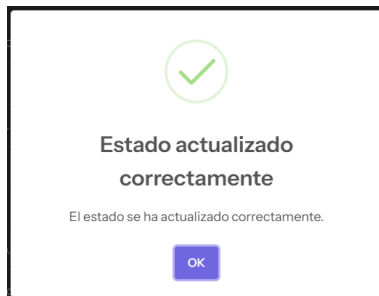 Estado actualizado
correctamente
El estado se ha actualizado correctamente.
OK